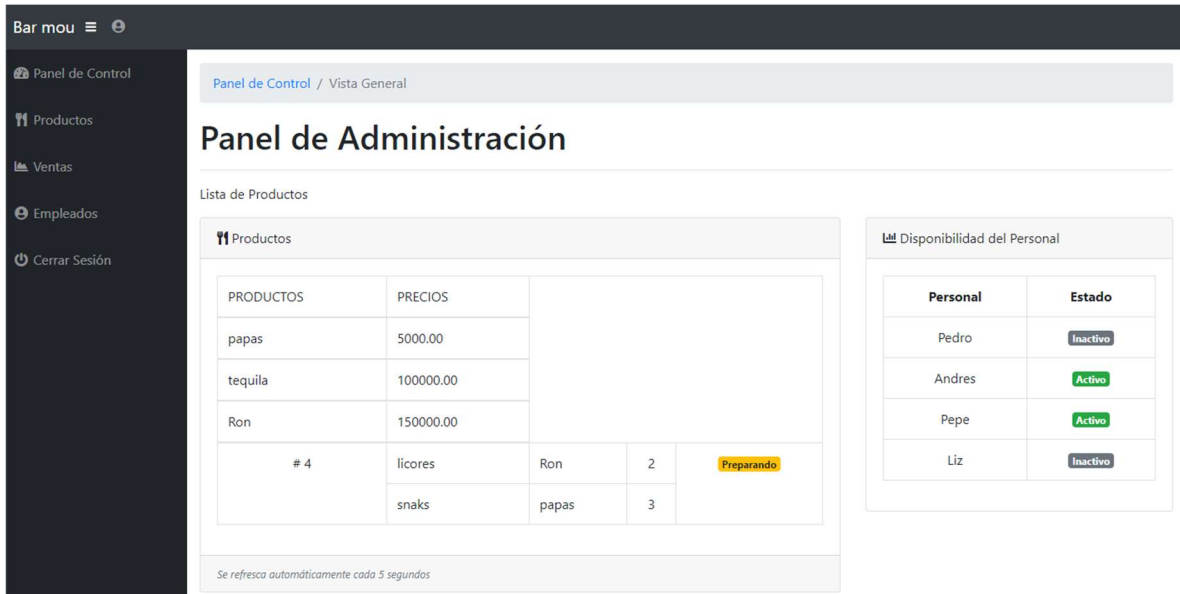 Bar mou
Panel de Control
Productos
Ventas
Empleados
Cerrar Sesión
Panel de Control / Vista General
Panel de Administración
Lista de Productos
Productos
PRODUCTOS PRECIOS
papas 5000.00
tequila 100000.00
Ron 150000.00
# 4 licores Ron 2 Preparando
snaks papas 3
Se refresca automáticamente cada 5 segundos
Disponibilidad del Personal
Personal Estado
Pedro Inactivo
Andres Activo
Pepe Activo
Liz Inactivo